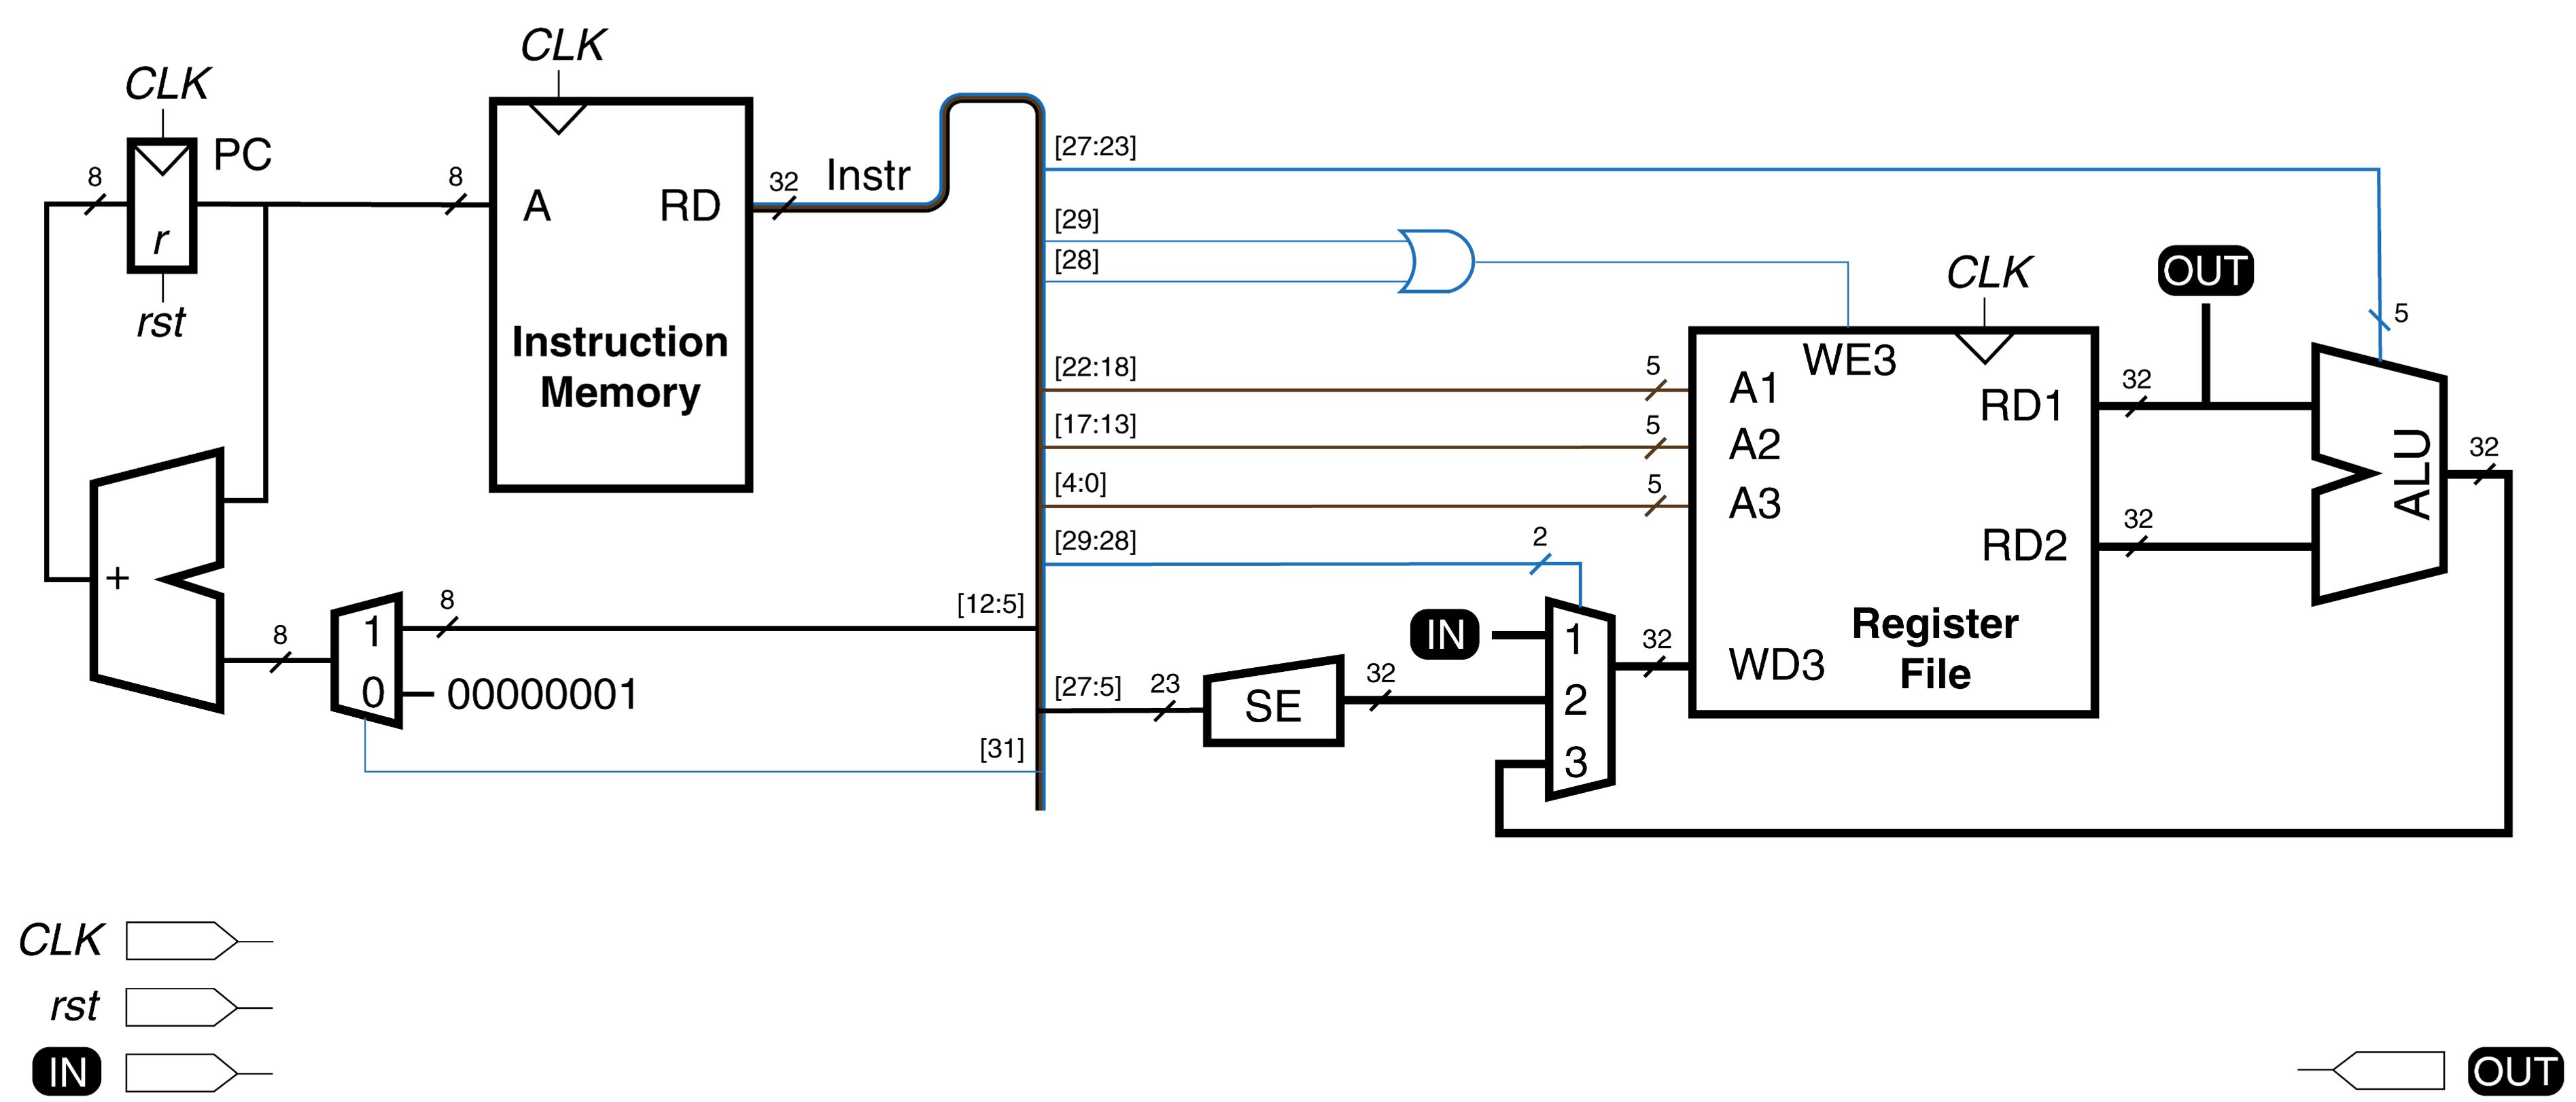 CLK
CLK
PC
8
r
rst
8
A
RD
Instruction
Memory
32
Instr
[27:23]
[29]
[28]
[22:18]
5
[17:13]
5
[4:0]
5
[29:28]
2
[12:5]
8
[27:5]
23
[31]
CLK
WE3
A1
A2
A3
WD3
RD1
RD2
Register
File
32
32
OUT
5
ALU
32
+
8
1
0
00000001
SE
32
IN
1
2
3
32
CLK
rst
IN
OUT